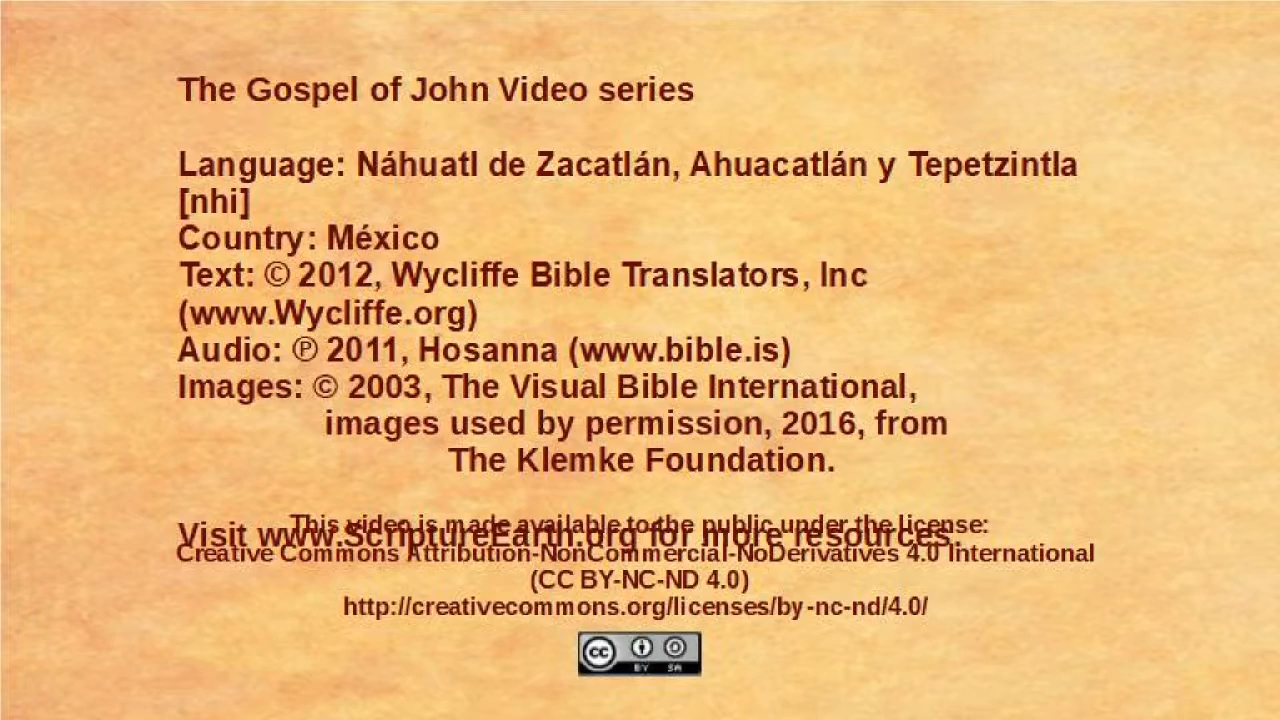 The Gospel of John Video series
Language: Náhuatl de Zacatlán, Ahuacatlán y Tepetzintla
[nhi]
Country: México
Text: © 2012, Wycliffe Bible Translators, Inc
(www.Wycliffe.org)
Audio: ℗ 2011, Hosanna (www.bible.is)
Images: © 2003, The Visual Bible International,
images used by permission, 2016, from
The Klemke Foundation.
This video is made available to the public under the license:
Visit www.ScriptureEarth.org for more resources.
Creative Commons Attribution-NonCommercial-NoDerivatives 4.0 International
(CC BY-NC-ND 4.0)
http://creativecommons.org/licenses/by-nc-nd/4.0/
cc BY SA